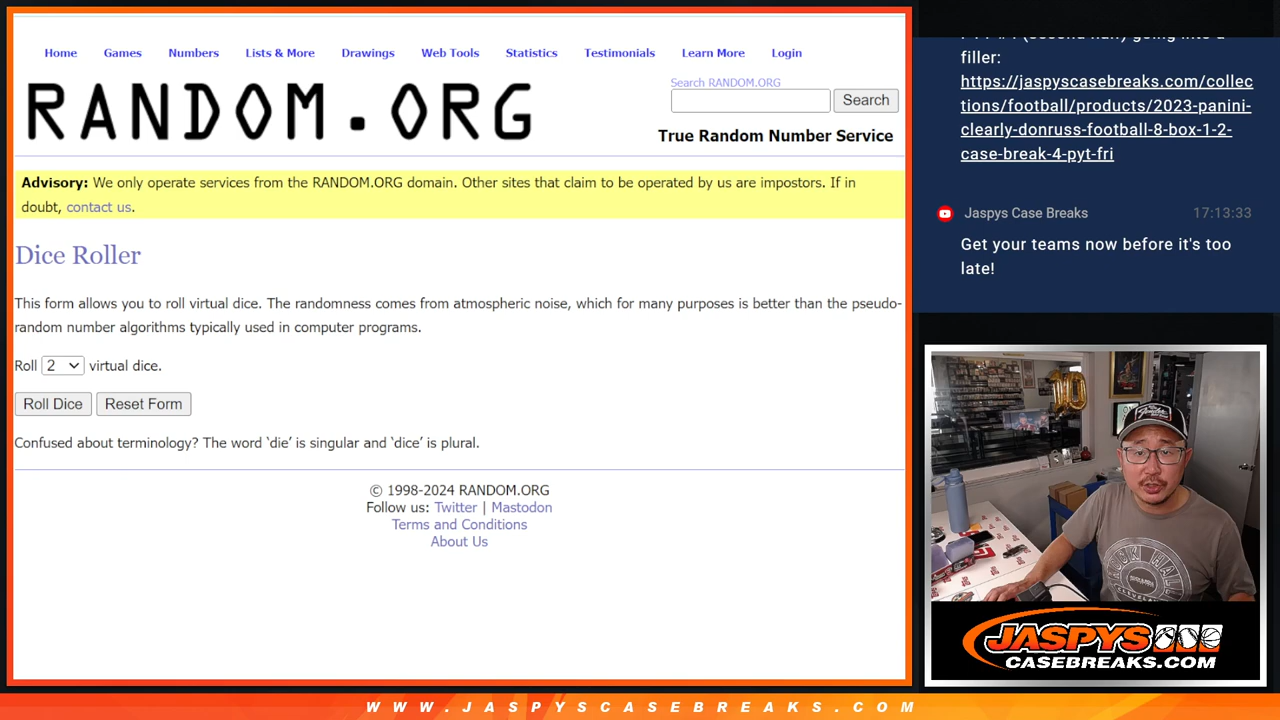 Home Games Numbers Lists & More Drawings Web Tools Statistics Testimonials Learn More Login
RANDOM.ORG
Search RANDOM.ORG
Search
True Random Number Service
Advisory: We only operate services from the RANDOM.ORG domain. Other sites that claim to be operated by us are impostors. If in
doubt, contact us.
Dice Roller
This form allows you to roll virtual dice. The randomness comes from atmospheric noise, which for many purposes is better than the pseudo-
random number algorithms typically used in computer programs.
Roll 2 virtual dice.
Roll Dice Reset Form
Confused about terminology? The word ‘die’ is singular and ‘dice’ is plural.
© 1998-2024 RANDOM.ORG
Follow us: Twitter | Mastodon
Terms and Conditions
About Us
filler:
https://jaspyscasebreaks.com/collec
tions/football/products/2023-panini-
clearly-donruss-football-8-box-1-2-
case-break-4-pyt-fri
Jaspys Case Breaks 17:13:33
Get your teams now before it's too
late!
10
ROCK HALL
CLEVELAND
JASPYS
CASEBREAKS.COM
WWW.JASPYSCASEBREAKS.COM